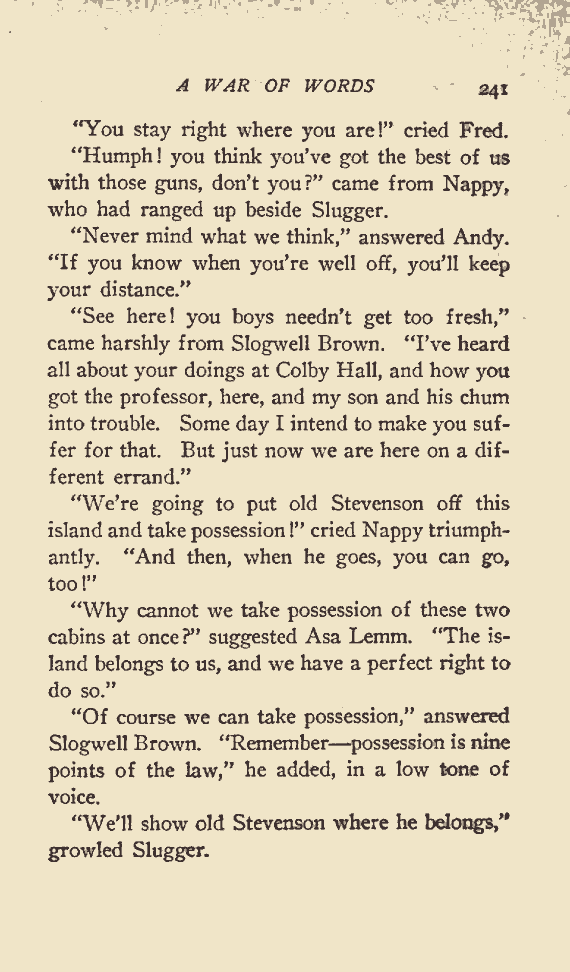 A WAR OF WORDS 241
“You stay right where you are!” cried Fred.
“Humph! you think you’ve got the best of us
with those guns, don’t you?” came from Nappy,
who had ranged up beside Slugger.
“Never mind what we think,” answered Andy.
“If you know when you’re well off, you’ll keep
your distance.”
“See here! you boys needn’t get too fresh,”
came harshly from Slogwell Brown. “I’ve heard
all about your doings at Colby Hall, and how you
got the professor, here, and my son and his chum
into trouble. Some day I intend to make you suf-
fer for that. But just now we are here on a dif-
ferent errand.”
“We’re going to put old Stevenson off this
island and take possession!” cried Nappy triumph-
antly. “And then, when he goes, you can go,
too!”
“Why cannot we take possession of these two
cabins at once?” suggested Asa Lemm. “The is-
land belongs to us, and we have a perfect right to
do so.”
“Of course we can take possession,” answered
Slogwell Brown. “Remember—possession is nine
points of the law,” he added, in a low tone of
voice.
“We’ll show old Stevenson where he belongs,”
growled Slugger.